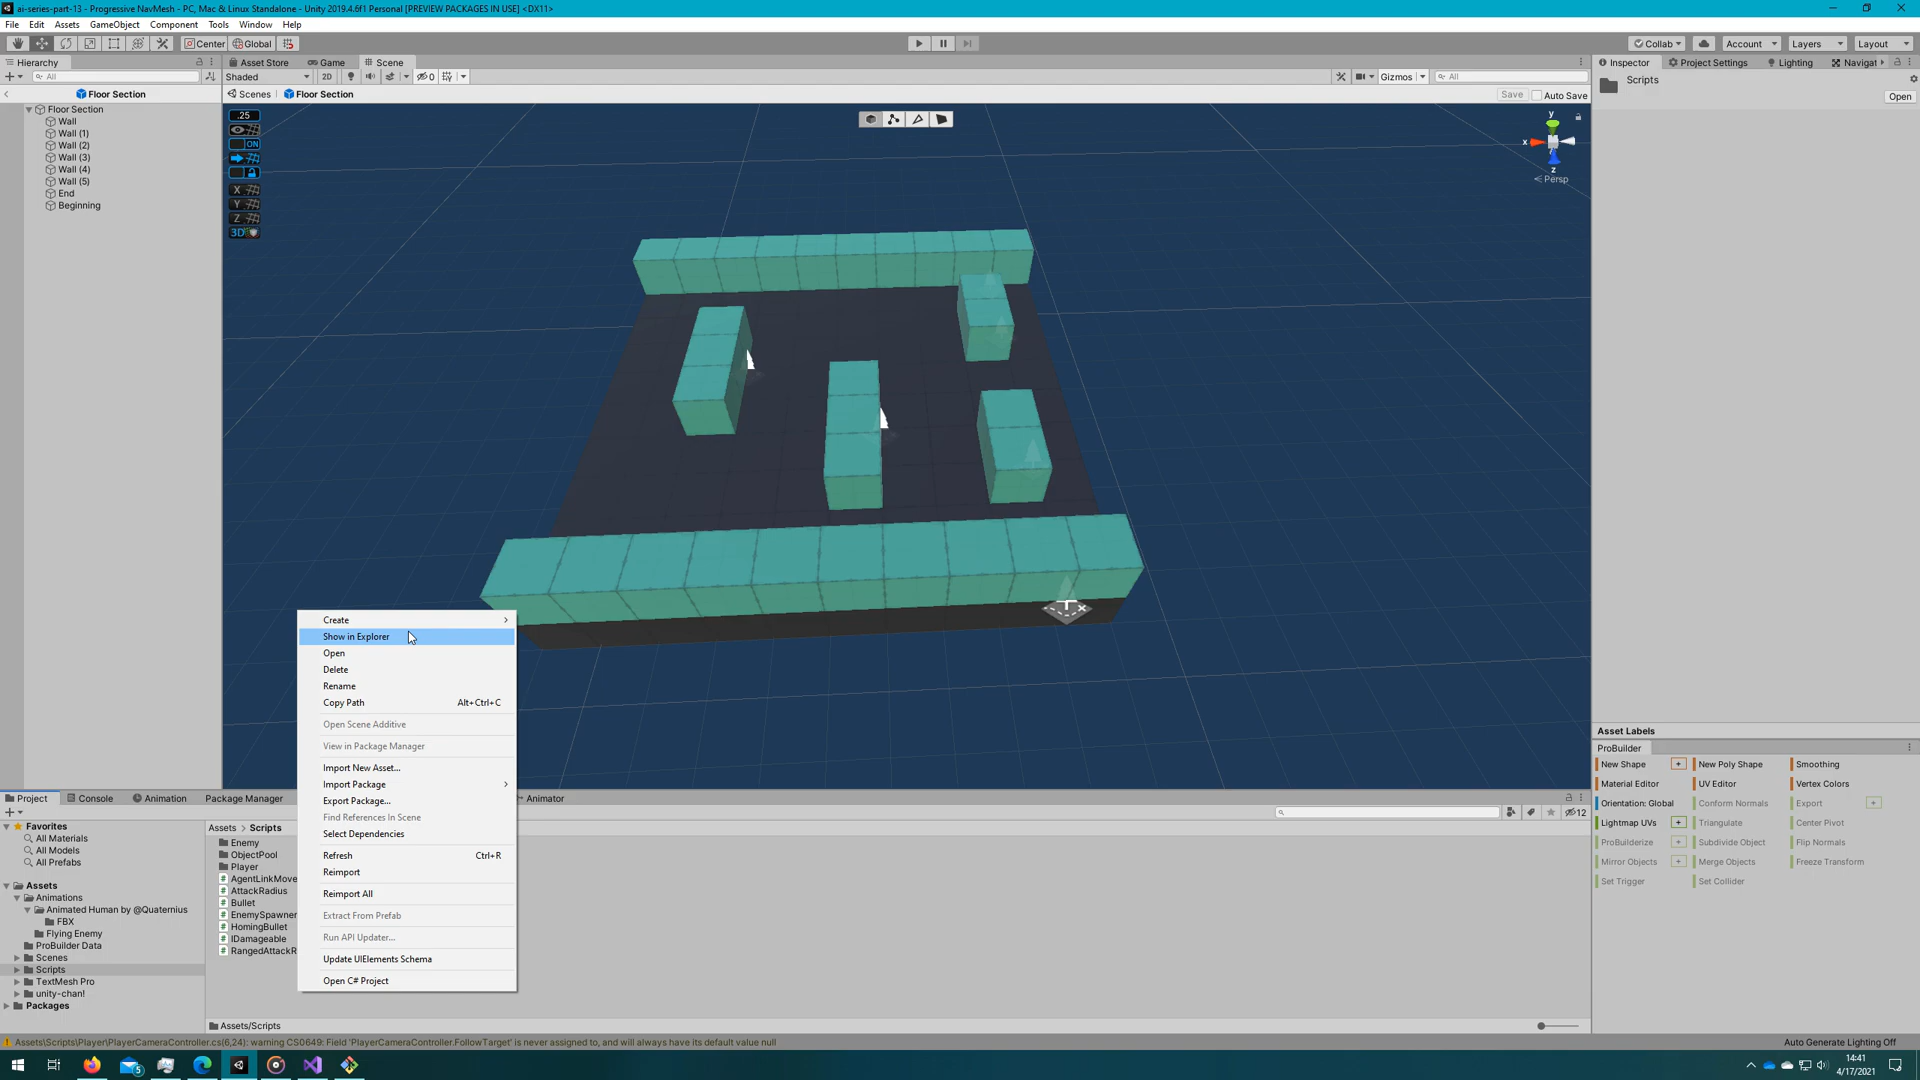 ai-series-part-13 - Progressive NavMesh - PC, Mac & Linux Standalone - Unity 2019.4.6f1 Personal [PREVIEW PACKAGES IN USE] <DX11>
File Edit Assets GameObject Component Tools Window Help
Center Global Collab Account Layers Layout
Hierarchy Asset Store Game Scene Inspector Project Settings Lighting Navigat
All Shaded 2D 0 Gizmos All Scripts
Floor Section Scenes Floor Section Save Auto Save Open
Floor Section
Wall
Wall (1)
Wall (2)
Wall (3)
Wall (4)
Wall (5)
End
Beginning
.25
ON
X
Y
Z
3D
y
x
z
Persp
Create
Show in Explorer
Open
Delete
Rename
Copy Path Alt+Ctrl+C
Open Scene Additive
View in Package Manager
Import New Asset...
Import Package
Export Package...
Find References In Scene
Select Dependencies
Refresh Ctrl+R
Reimport
Reimport All
Extract From Prefab
Run API Updater...
Update UIElements Schema
Open C# Project
Asset Labels
ProBuilder
New Shape + New Poly Shape Smoothing
Material Editor UV Editor Vertex Colors
Orientation: Global Conform Normals Export +
Lightmap UVs + Triangulate Center Pivot
ProBuilderize + Subdivide Object Flip Normals
Mirror Objects + Merge Objects Freeze Transform
Set Trigger Set Collider
Project Console Animation Package Manager Animator
12
Favorites
All Materials
All Models
All Prefabs
Assets
Animations
Animated Human by @Quaternius
FBX
Flying Enemy
ProBuilder Data
Scenes
Scripts
TextMesh Pro
unity-chan!
Packages
Assets > Scripts
Enemy
ObjectPool
Player
AgentLinkMove
AttackRadius
Bullet
EnemySpawner
HomingBullet
IDamageable
RangedAttackR
Assets/Scripts
Assets\Scripts\Player\PlayerCameraController.cs(6,24): warning CS0649: Field 'PlayerCameraController.FollowTarget' is never assigned to, and will always have its default value null
Auto Generate Lighting Off
5
14:41
4/17/2021